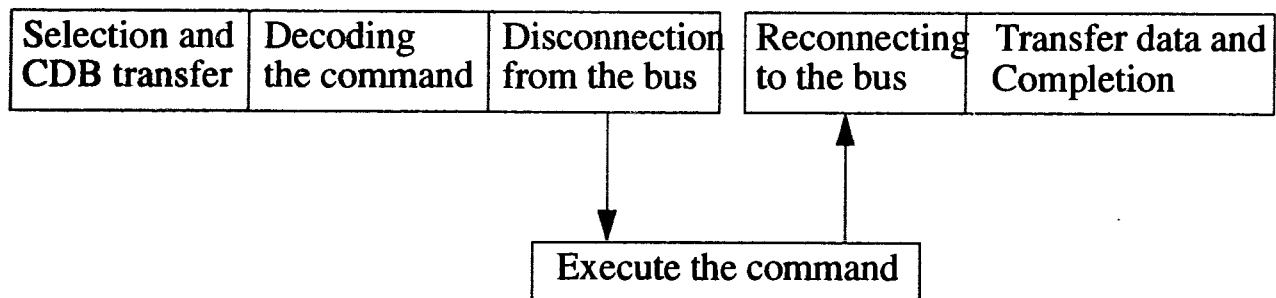 Selection and
CDB transfer
Decoding
the command
Disconnection
from the bus
Reconnecting
to the bus
Transfer data and
Completion
Execute the command